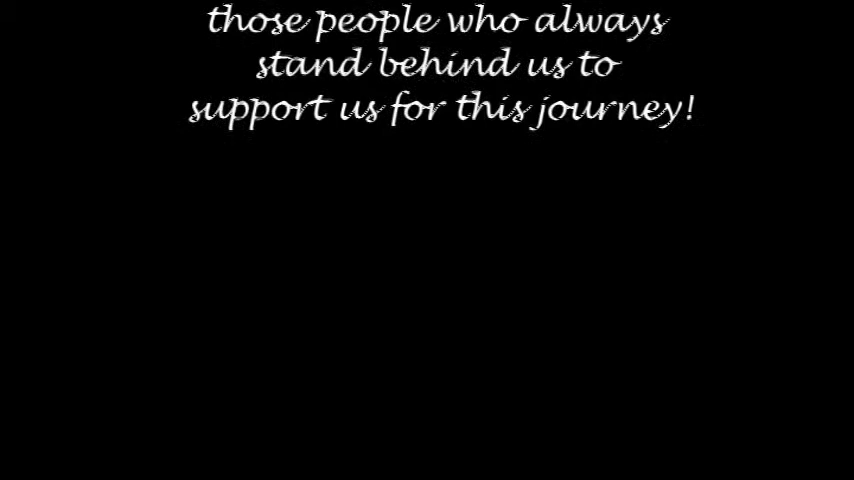 those people who always
stand behind us to
support us for this journey!